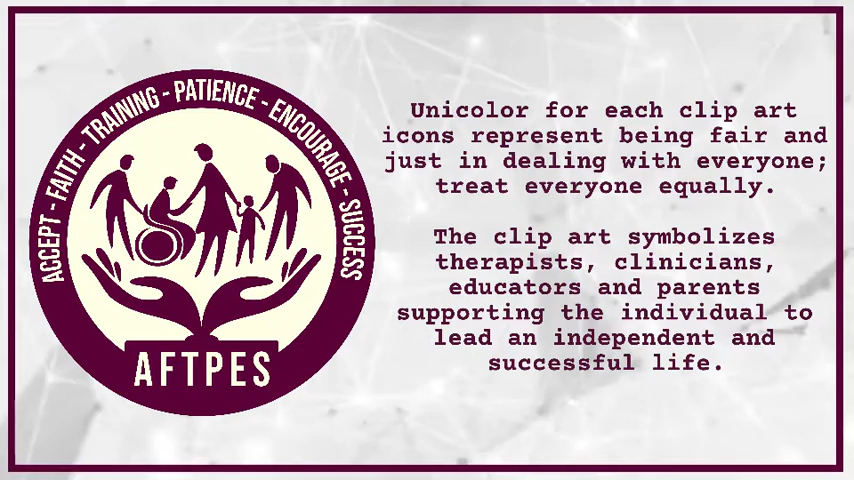 ACCEPT - FAITH - TRAINING - PATIENCE - ENCOURAGE - SUCCESS
AFTPES
Unicolor for each clip art
icons represent being fair and
just in dealing with everyone;
treat everyone equally.
The clip art symbolizes
therapists, clinicians,
educators and parents
supporting the individual to
lead an independent and
successful life.